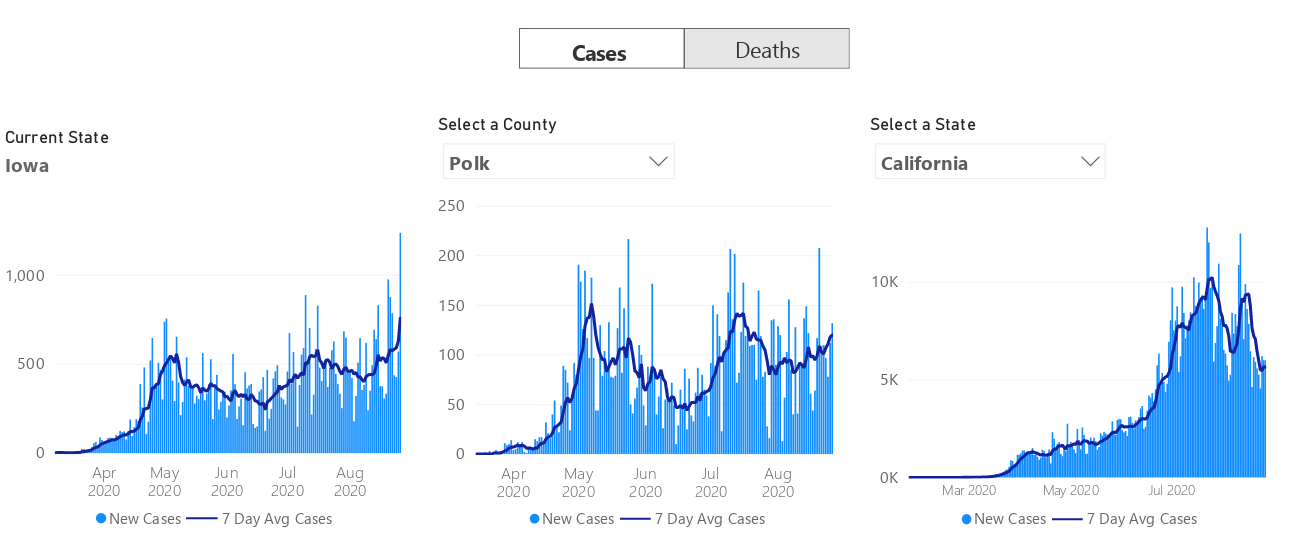 Cases Deaths
Current State
Iowa
1,000
500
0
Apr 2020 May 2020 Jun 2020 Jul 2020 Aug 2020
New Cases 7 Day Avg Cases
Select a County
Polk
250
200
150
100
50
0
Apr 2020 May 2020 Jun 2020 Jul 2020 Aug 2020
New Cases 7 Day Avg Cases
Select a State
California
10K
5K
0K
Mar 2020 May 2020 Jul 2020
New Cases 7 Day Avg Cases